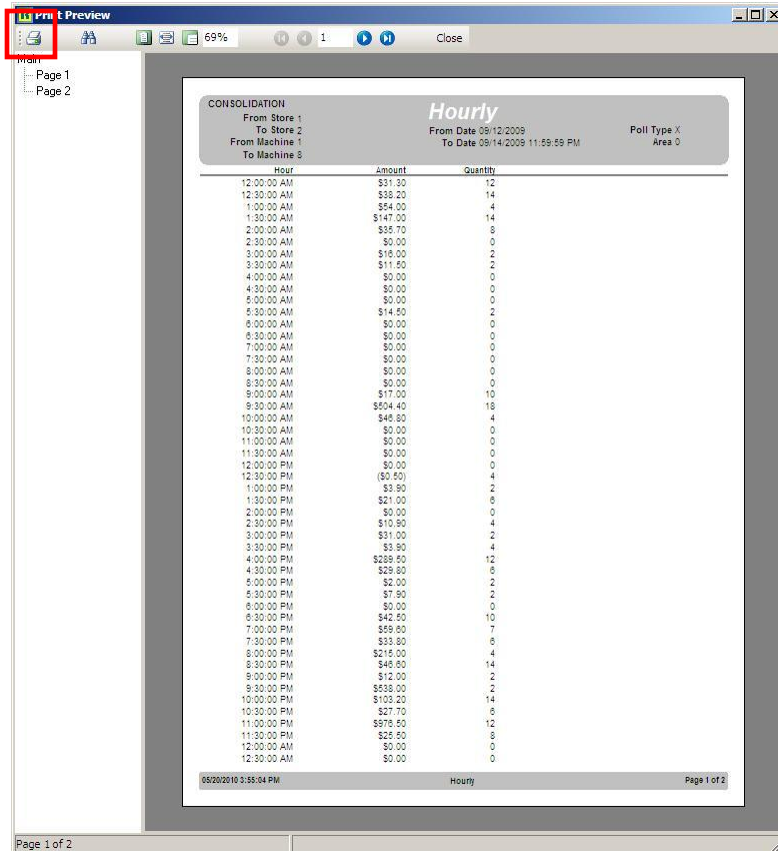 Print Preview
69% 1 Close
Main
Page 1
Page 2
CONSOLIDATION Hourly
From Store 1
To Store 2 From Date 09/12/2009 Poll Type X
From Machine 1 To Date 09/14/2009 11:59:59 PM Area 0
To Machine 8
Hour Amount Quantity
12:00:00 AM $31.30 12
12:30:00 AM $38.20 14
1:00:00 AM $54.00 4
1:30:00 AM $147.00 14
2:00:00 AM $35.70 8
2:30:00 AM $0.00 0
3:00:00 AM $16.00 2
3:30:00 AM $11.50 2
4:00:00 AM $0.00 0
4:30:00 AM $0.00 0
5:00:00 AM $0.00 0
5:30:00 AM $14.50 2
6:00:00 AM $0.00 0
6:30:00 AM $0.00 0
7:00:00 AM $0.00 0
7:30:00 AM $0.00 0
8:00:00 AM $0.00 0
8:30:00 AM $0.00 0
9:00:00 AM $17.00 10
9:30:00 AM $504.40 18
10:00:00 AM $46.80 4
10:30:00 AM $0.00 0
11:00:00 AM $0.00 0
11:30:00 AM $0.00 0
12:00:00 PM $0.00 0
12:30:00 PM ($0.50) 4
1:00:00 PM $3.90 2
1:30:00 PM $21.00 6
2:00:00 PM $0.00 0
2:30:00 PM $10.90 4
3:00:00 PM $31.00 2
3:30:00 PM $3.90 4
4:00:00 PM $289.50 12
4:30:00 PM $29.80 6
5:00:00 PM $2.00 2
5:30:00 PM $7.90 2
6:00:00 PM $0.00 0
6:30:00 PM $42.50 10
7:00:00 PM $59.60 7
7:30:00 PM $33.80 6
8:00:00 PM $215.00 4
8:30:00 PM $46.60 14
9:00:00 PM $12.00 2
9:30:00 PM $538.00 2
10:00:00 PM $103.20 14
10:30:00 PM $27.70 6
11:00:00 PM $976.50 12
11:30:00 PM $25.50 8
12:00:00 AM $0.00 0
12:30:00 AM $0.00 0
05/20/2010 3:55:04 PM Hourly Page 1 of 2
Page 1 of 2